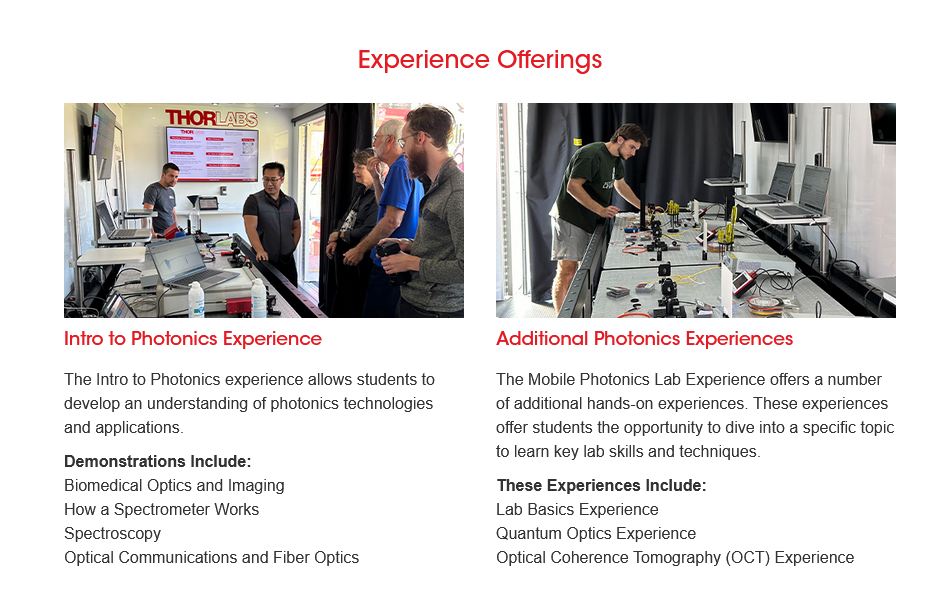 Experience Offerings
THORLABS
Intro to Photonics Experience
The Intro to Photonics experience allows students to
develop an understanding of photonics technologies
and applications.
Demonstrations Include:
Biomedical Optics and Imaging
How a Spectrometer Works
Spectroscopy
Optical Communications and Fiber Optics
Additional Photonics Experiences
The Mobile Photonics Lab Experience offers a number
of additional hands-on experiences. These experiences
offer students the opportunity to dive into a specific topic
to learn key lab skills and techniques.
These Experiences Include:
Lab Basics Experience
Quantum Optics Experience
Optical Coherence Tomography (OCT) Experience